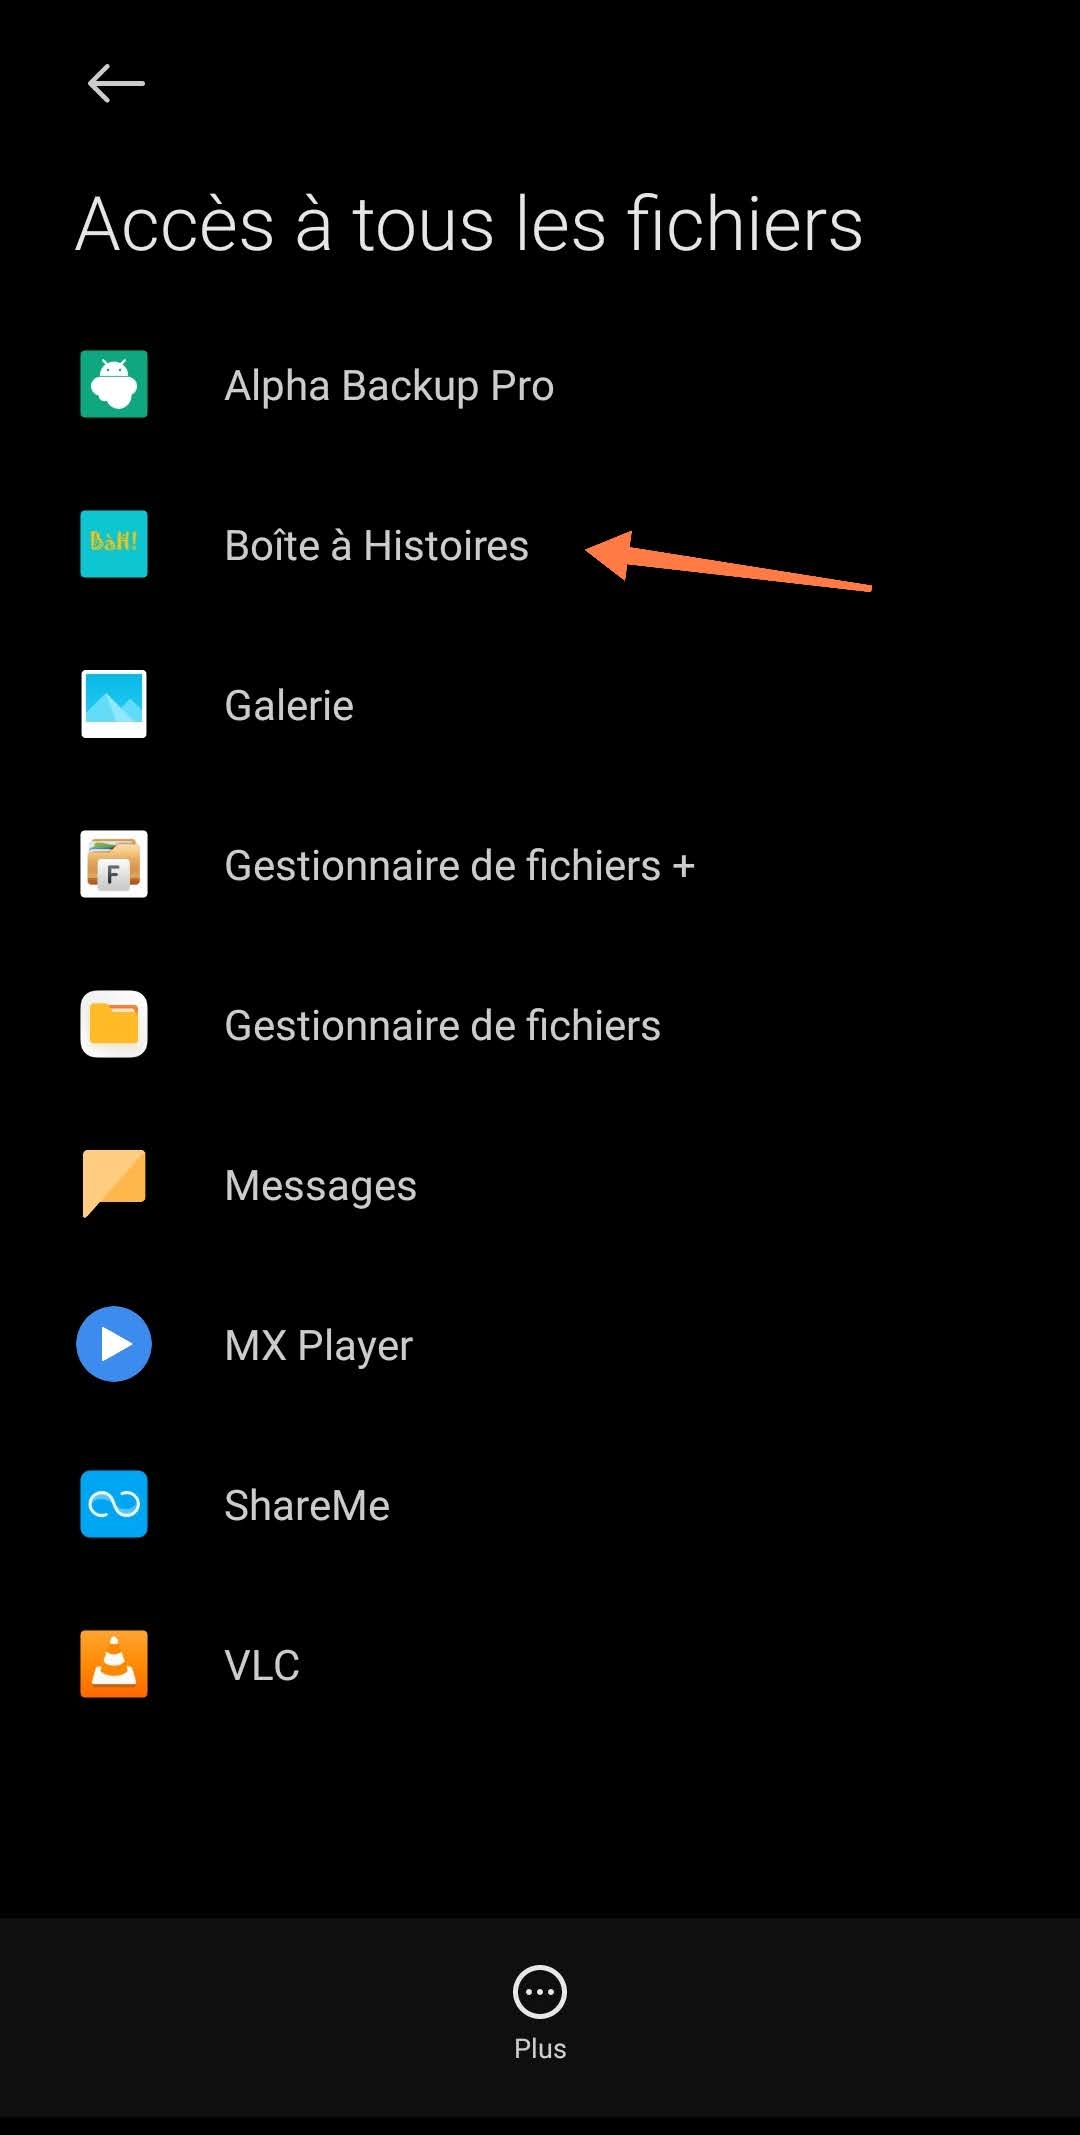 Accès à tous les fichiers
Alpha Backup Pro
BàH!
Boîte à Histoires
Galerie
F
Gestionnaire de fichiers +
Gestionnaire de fichiers
Messages
MX Player
ShareMe
VLC
Plus